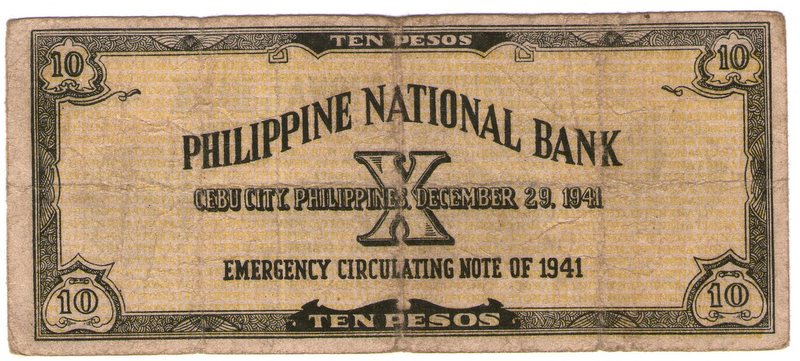 TEN PESOS
10 10
PHILIPPINE NATIONAL BANK
X
CEBU CITY, PHILIPPINES, DECEMBER 29, 1941
EMERGENCY CIRCULATING NOTE OF 1941
10 10
TEN PESOS